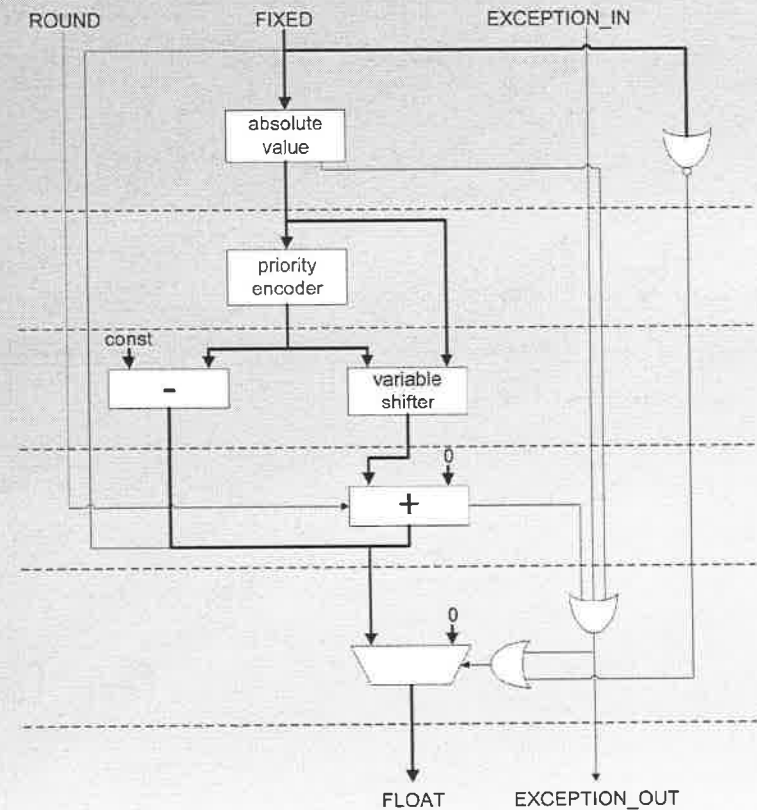 ROUND
FIXED
EXCEPTION_IN
absolute
value
priority
encoder
const
-
variable
shifter
0
+
0
FLOAT
EXCEPTION_OUT